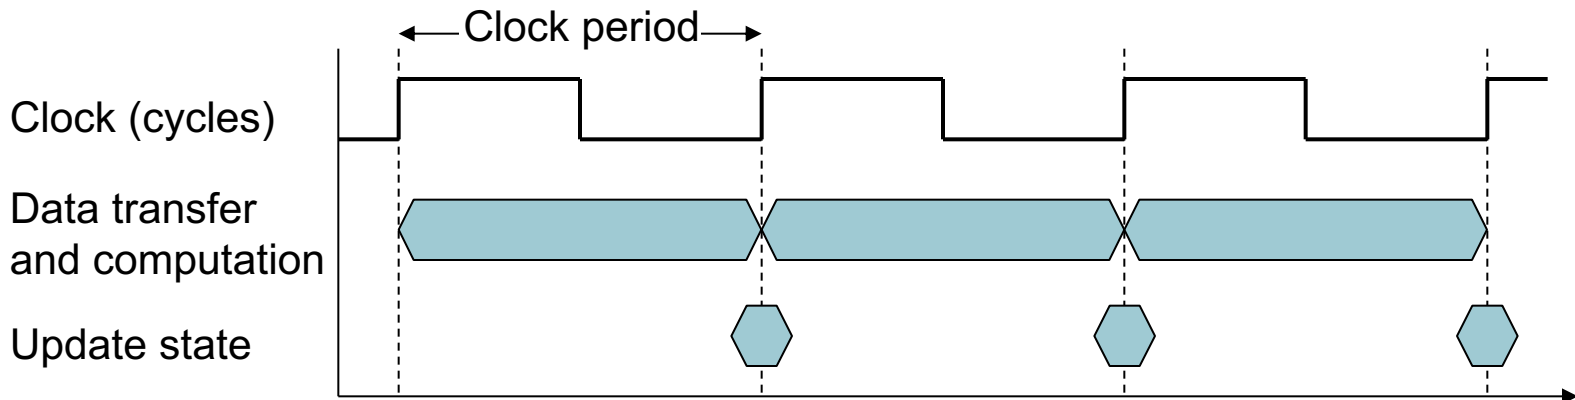 Clock period
Clock (cycles)
Data transfer
and computation
Update state